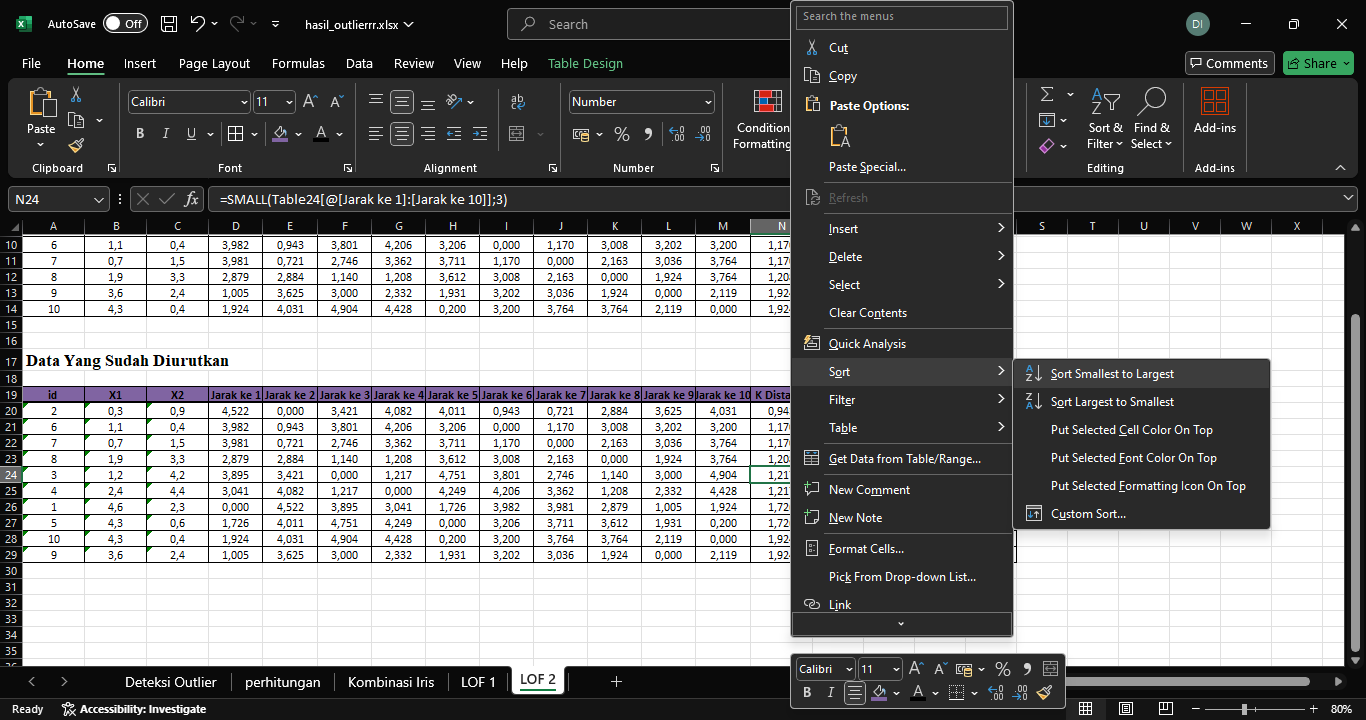 AutoSave Off hasil_outlierrr.xlsx Search DI
File Home Insert Page Layout Formulas Data Review View Help Table Design Comments Share
Paste Calibri 11 Number Condition Formatting Sort & Filter Find & Select Add-ins
Clipboard Font Alignment Number Editing Add-ins
N24 fx =SMALL(Table24[@[Jarak ke 1]:[Jarak ke 10]];3)
A B C D E F G H I J K L M N S T U V W X
10 6 1,1 0,4 3,982 0,943 3,801 4,206 3,206 0,000 1,170 3,008 3,202 3,200 1,17
11 7 0,7 1,5 3,981 0,721 2,746 3,362 3,711 1,170 0,000 2,163 3,036 3,764 1,17
12 8 1,9 3,3 2,879 2,884 1,140 1,208 3,612 3,008 2,163 0,000 1,924 3,764 1,20
13 9 3,6 2,4 1,005 3,625 3,000 2,332 1,931 3,202 3,036 1,924 0,000 2,119 1,92
14 10 4,3 0,4 1,924 4,031 4,904 4,428 0,200 3,200 3,764 3,764 2,119 0,000 1,92
15
16
17 Data Yang Sudah Diurutkan
18
19 id X1 X2 Jarak ke 1 Jarak ke 2 Jarak ke 3 Jarak ke 4 Jarak ke 5 Jarak ke 6 Jarak ke 7 Jarak ke 8 Jarak ke 9 Jarak ke 10 K Dista
20 2 0,3 0,9 4,522 0,000 3,421 4,082 4,011 0,943 0,721 2,884 3,625 4,031 0,94
21 6 1,1 0,4 3,982 0,943 3,801 4,206 3,206 0,000 1,170 3,008 3,202 3,200 1,17
22 7 0,7 1,5 3,981 0,721 2,746 3,362 3,711 1,170 0,000 2,163 3,036 3,764 1,17
23 8 1,9 3,3 2,879 2,884 1,140 1,208 3,612 3,008 2,163 0,000 1,924 3,764 1,20
24 3 1,2 4,2 3,895 3,421 0,000 1,217 4,751 3,801 2,746 1,140 3,000 4,904 1,21
25 4 2,4 4,4 3,041 4,082 1,217 0,000 4,249 4,206 3,362 1,208 2,332 4,428 1,21
26 1 4,6 2,3 0,000 4,522 3,895 3,041 1,726 3,982 3,981 2,879 1,005 1,924 1,72
27 5 4,3 0,6 1,726 4,011 4,751 4,249 0,000 3,206 3,711 3,612 1,931 0,200 1,72
28 10 4,3 0,4 1,924 4,031 4,904 4,428 0,200 3,200 3,764 3,764 2,119 0,000 1,92
29 9 3,6 2,4 1,005 3,625 3,000 2,332 1,931 3,202 3,036 1,924 0,000 2,119 1,92
30
31
32
33
34
35
Search the menus
Cut
Copy
Paste Options:
Paste Special...
Refresh
Insert
Delete
Select
Clear Contents
Quick Analysis
Sort
Filter
Table
Get Data from Table/Range...
New Comment
New Note
Format Cells...
Pick From Drop-down List...
Link
Sort Smallest to Largest
Sort Largest to Smallest
Put Selected Cell Color On Top
Put Selected Font Color On Top
Put Selected Formatting Icon On Top
Custom Sort...
Calibri 11
Deteksi Outlier perhitungan Kombinasi Iris LOF 1 LOF 2
Ready Accessibility: Investigate 80%